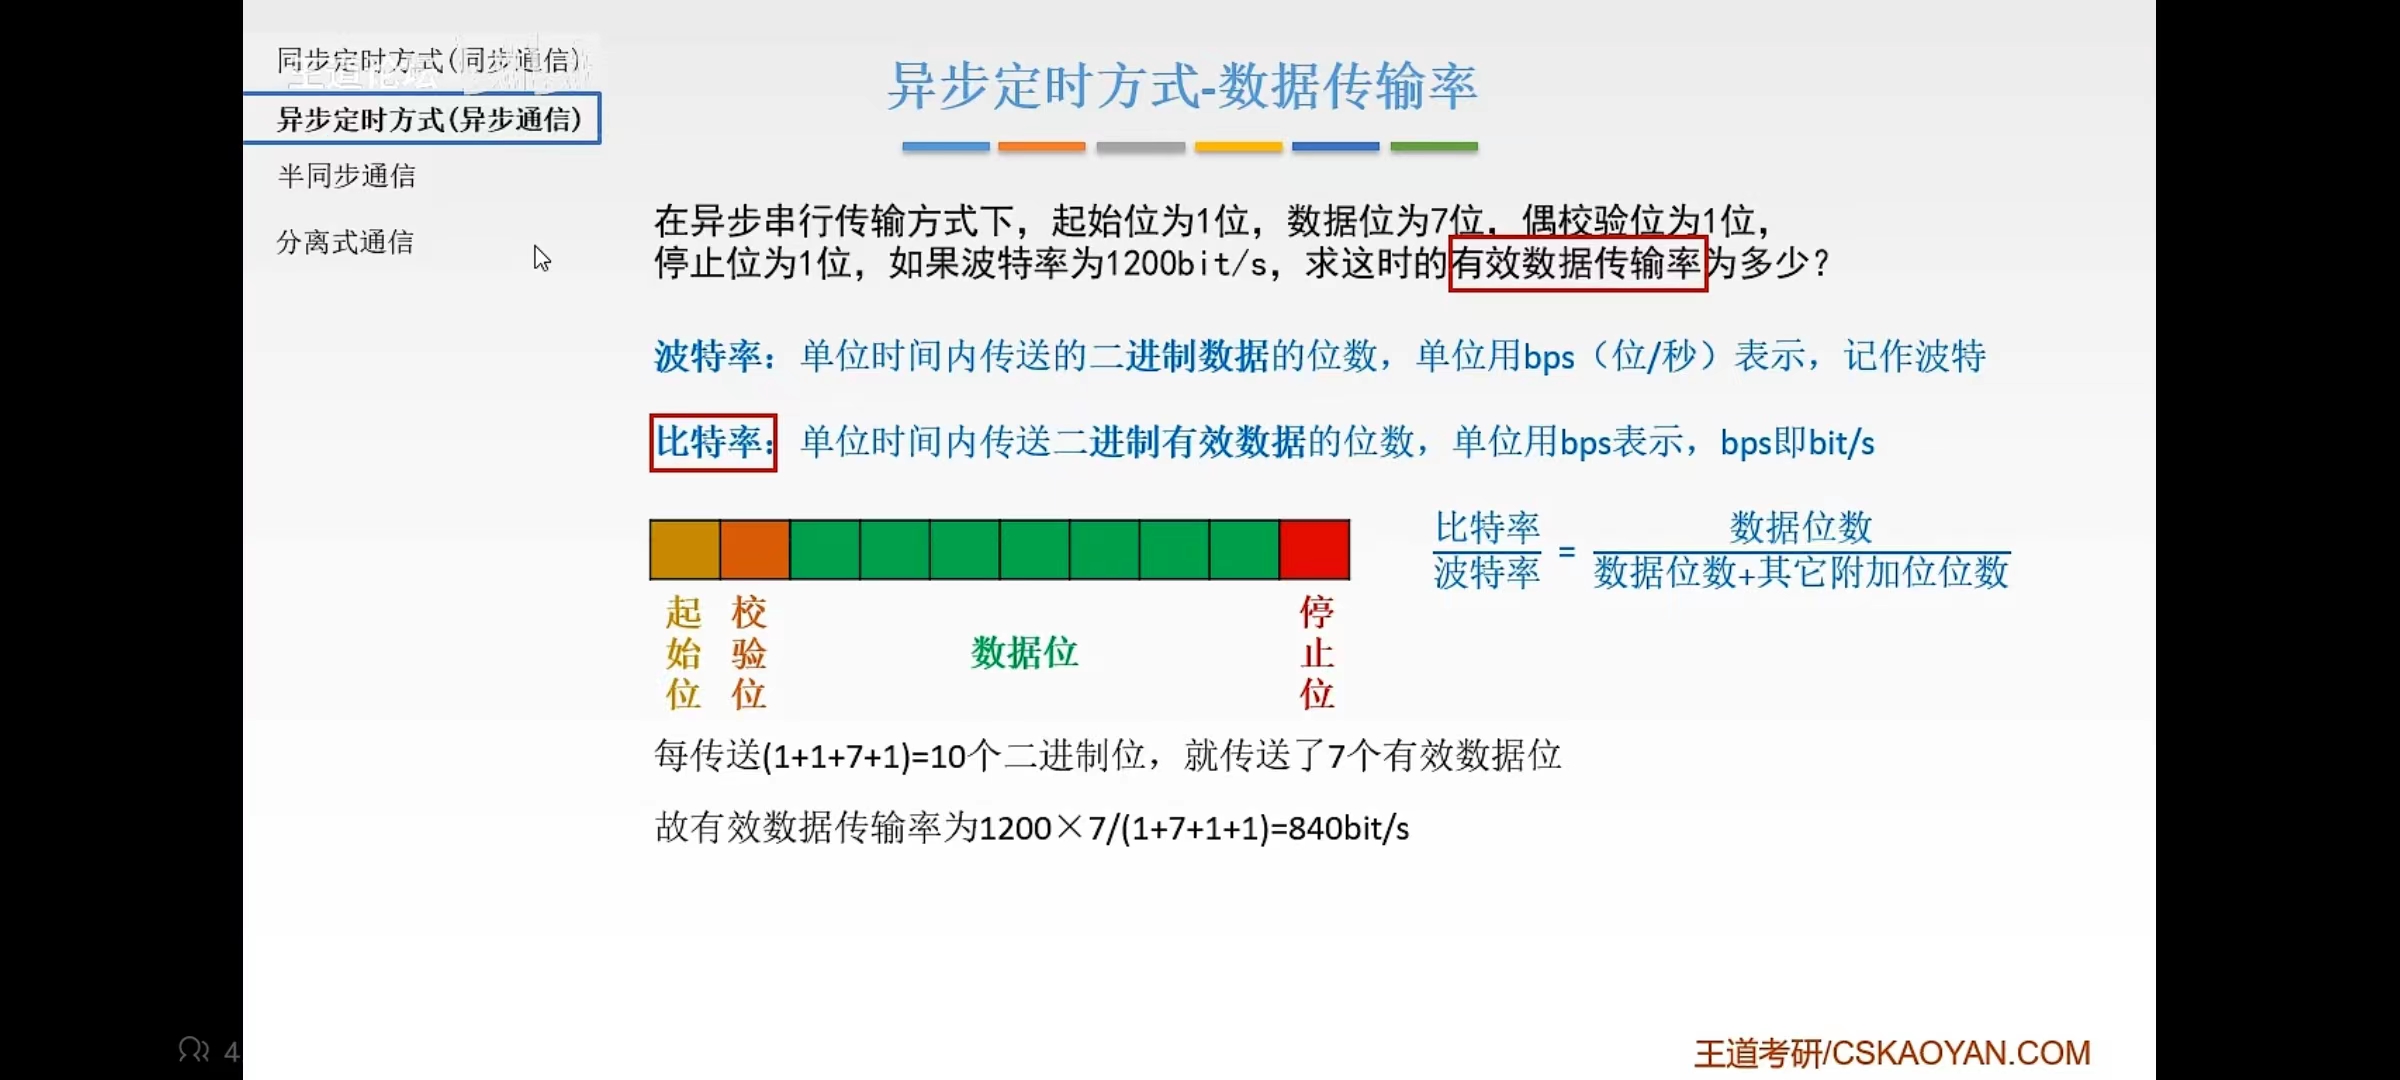 同步定时方式(同步通信)
王道论坛
异步定时方式(异步通信)
半同步通信
分离式通信
异步定时方式-数据传输率
在异步串行传输方式下，起始位为1位，数据位为7位，偶校验位为1位，
停止位为1位，如果波特率为1200bit/s，求这时的有效数据传输率为多少？
波特率：单位时间内传送的二进制数据的位数，单位用bps（位/秒）表示，记作波特
比特率：单位时间内传送二进制有效数据的位数，单位用bps表示，bps即bit/s
比特率
波特率
=
数据位数
数据位数+其它附加位位数
起始位
校验位
数据位
停止位
每传送(1+1+7+1)=10个二进制位，就传送了7个有效数据位
故有效数据传输率为1200×7/(1+7+1+1)=840bit/s
4
王道考研/CSKAOYAN.COM